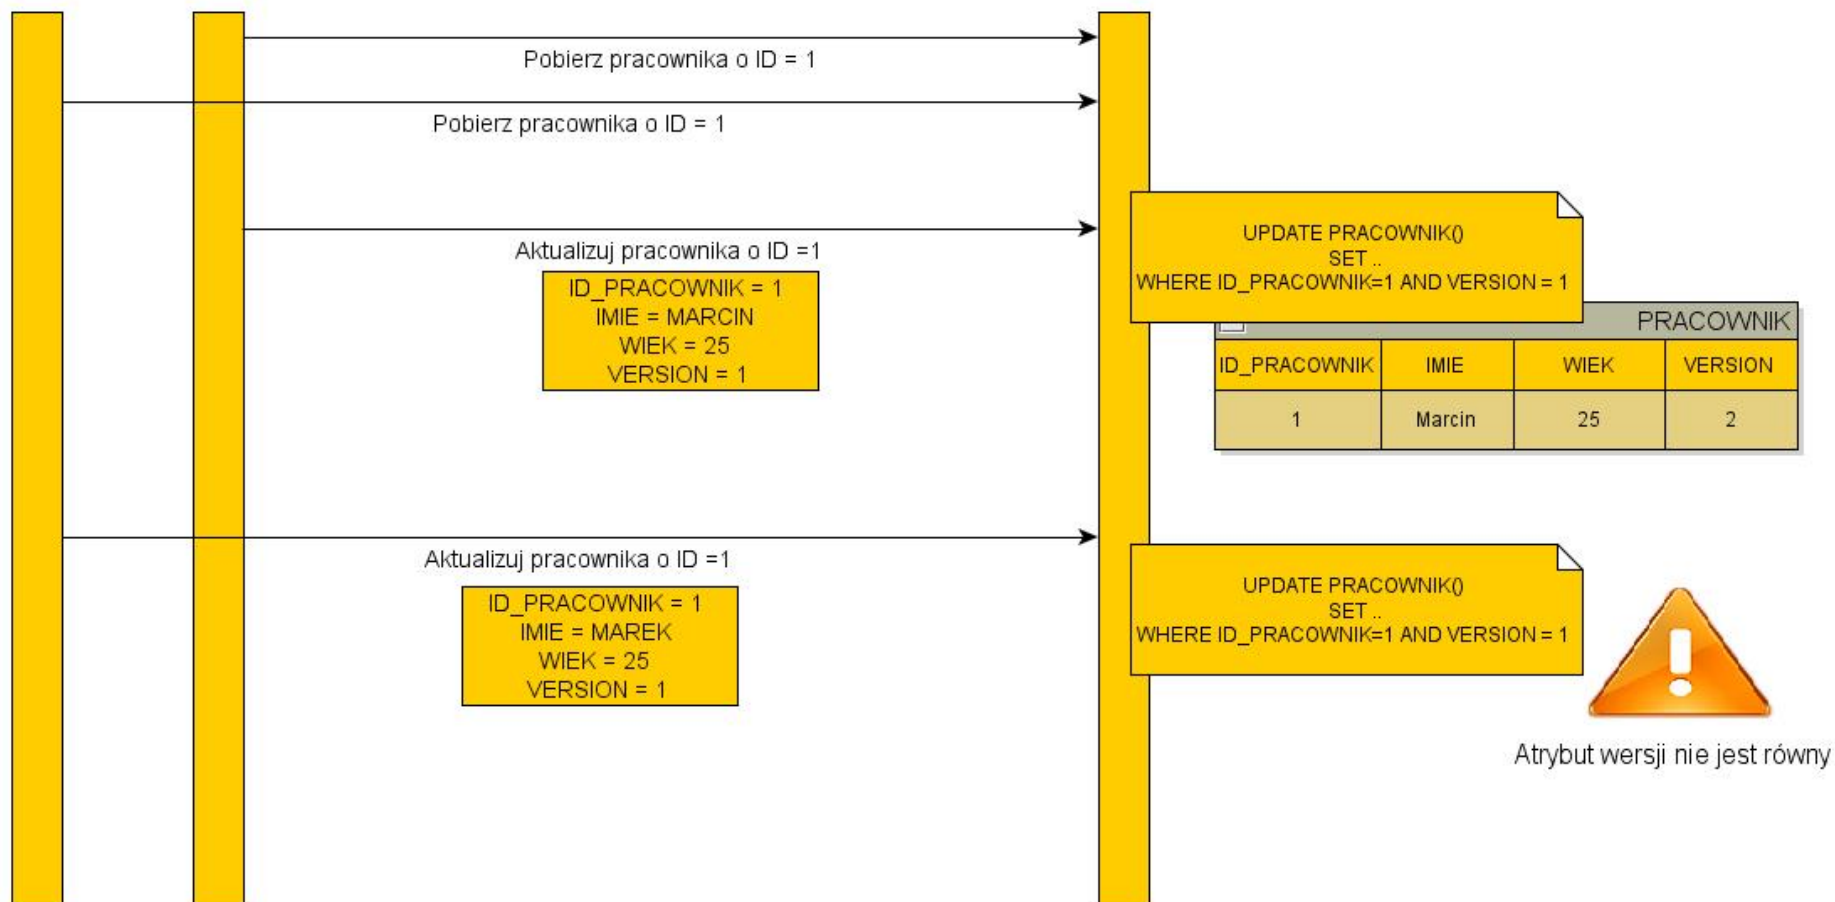 Pobierz pracownika o ID = 1
Pobierz pracownika o ID = 1
Aktualizuj pracownika o ID =1
ID_PRACOWNIK = 1
IMIE = MARCIN
WIEK = 25
VERSION = 1
UPDATE PRACOWNIK()
SET ..
WHERE ID_PRACOWNIK=1 AND VERSION = 1
PRACOWNIK
ID_PRACOWNIK IMIE WIEK VERSION
1 Marcin 25 2
Aktualizuj pracownika o ID =1
ID_PRACOWNIK = 1
IMIE = MAREK
WIEK = 25
VERSION = 1
UPDATE PRACOWNIK()
SET ..
WHERE ID_PRACOWNIK=1 AND VERSION = 1
Atrybut wersji nie jest równy